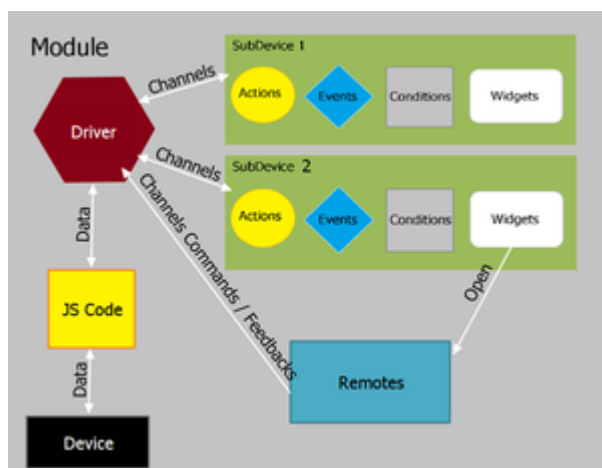 Module
SubDevice 1
Channels
Actions
Events
Conditions
Widgets
Driver
Channels
SubDevice 2
Actions
Events
Conditions
Widgets
Data
Channels Commands / Feedbacks
Open
JS Code
Data
Remotes
Device